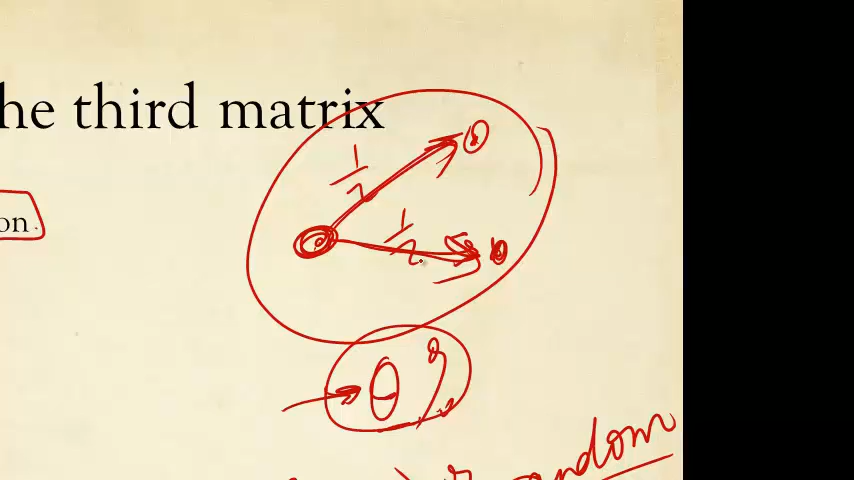 he third matrix
1/2
on.
1/2
θ
random